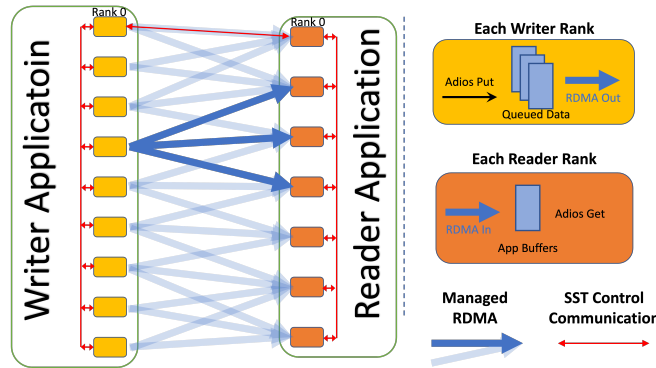 Writer Applicatoin
Rank 0
Rank 0
Reader Application
Each Writer Rank
Adios Put
RDMA Out
Queued Data
Each Reader Rank
RDMA In
Adios Get
App Buffers
Managed
RDMA
SST Control
Communication